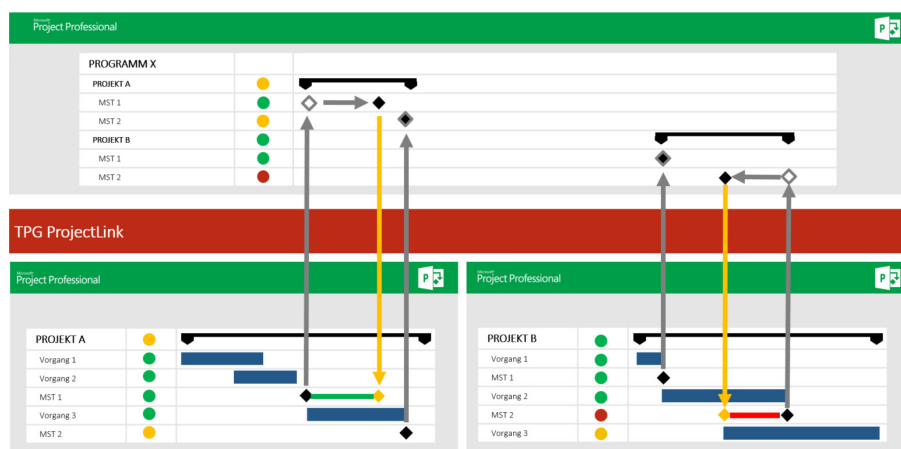 Microsoft
Project Professional
P
PROGRAMM X
PROJEKT A
MST 1
MST 2
PROJEKT B
MST 1
MST 2
TPG ProjectLink
Microsoft
Project Professional
P
PROJEKT A
Vorgang 1
Vorgang 2
MST 1
Vorgang 3
MST 2
Microsoft
Project Professional
P
PROJEKT B
Vorgang 1
MST 1
Vorgang 2
MST 2
Vorgang 3